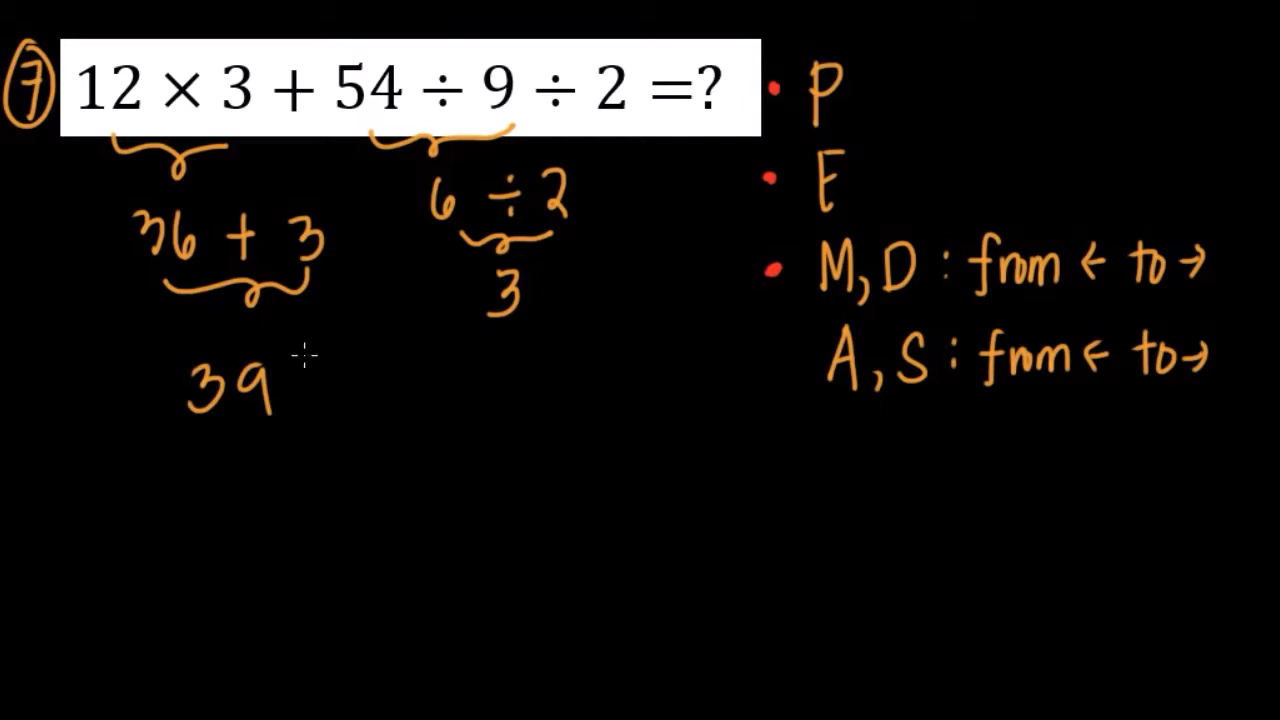 7 12 × 3 + 54 ÷ 9 ÷ 2 =?
6 ÷ 2
36 + 3
3
39
P
E
M, D : from ← to →
A, S : from ← to →